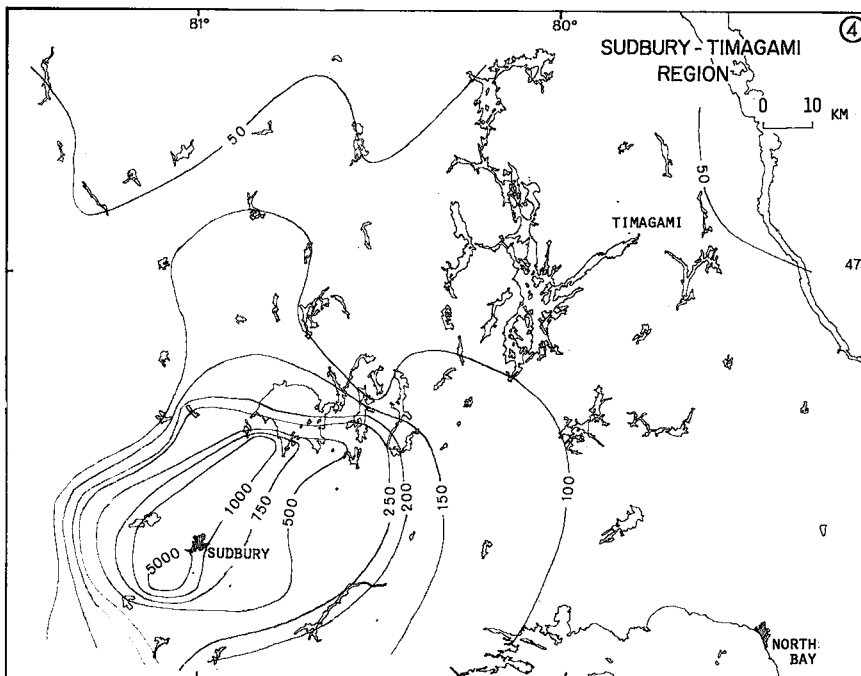 81°
80°
④
SUDBURY - TIMAGAMI
REGION
0 10 KM
50
50
TIMAGAMI
47
1000
750
500
250
200
150
100
5000
SUDBURY
NORTH
BAY